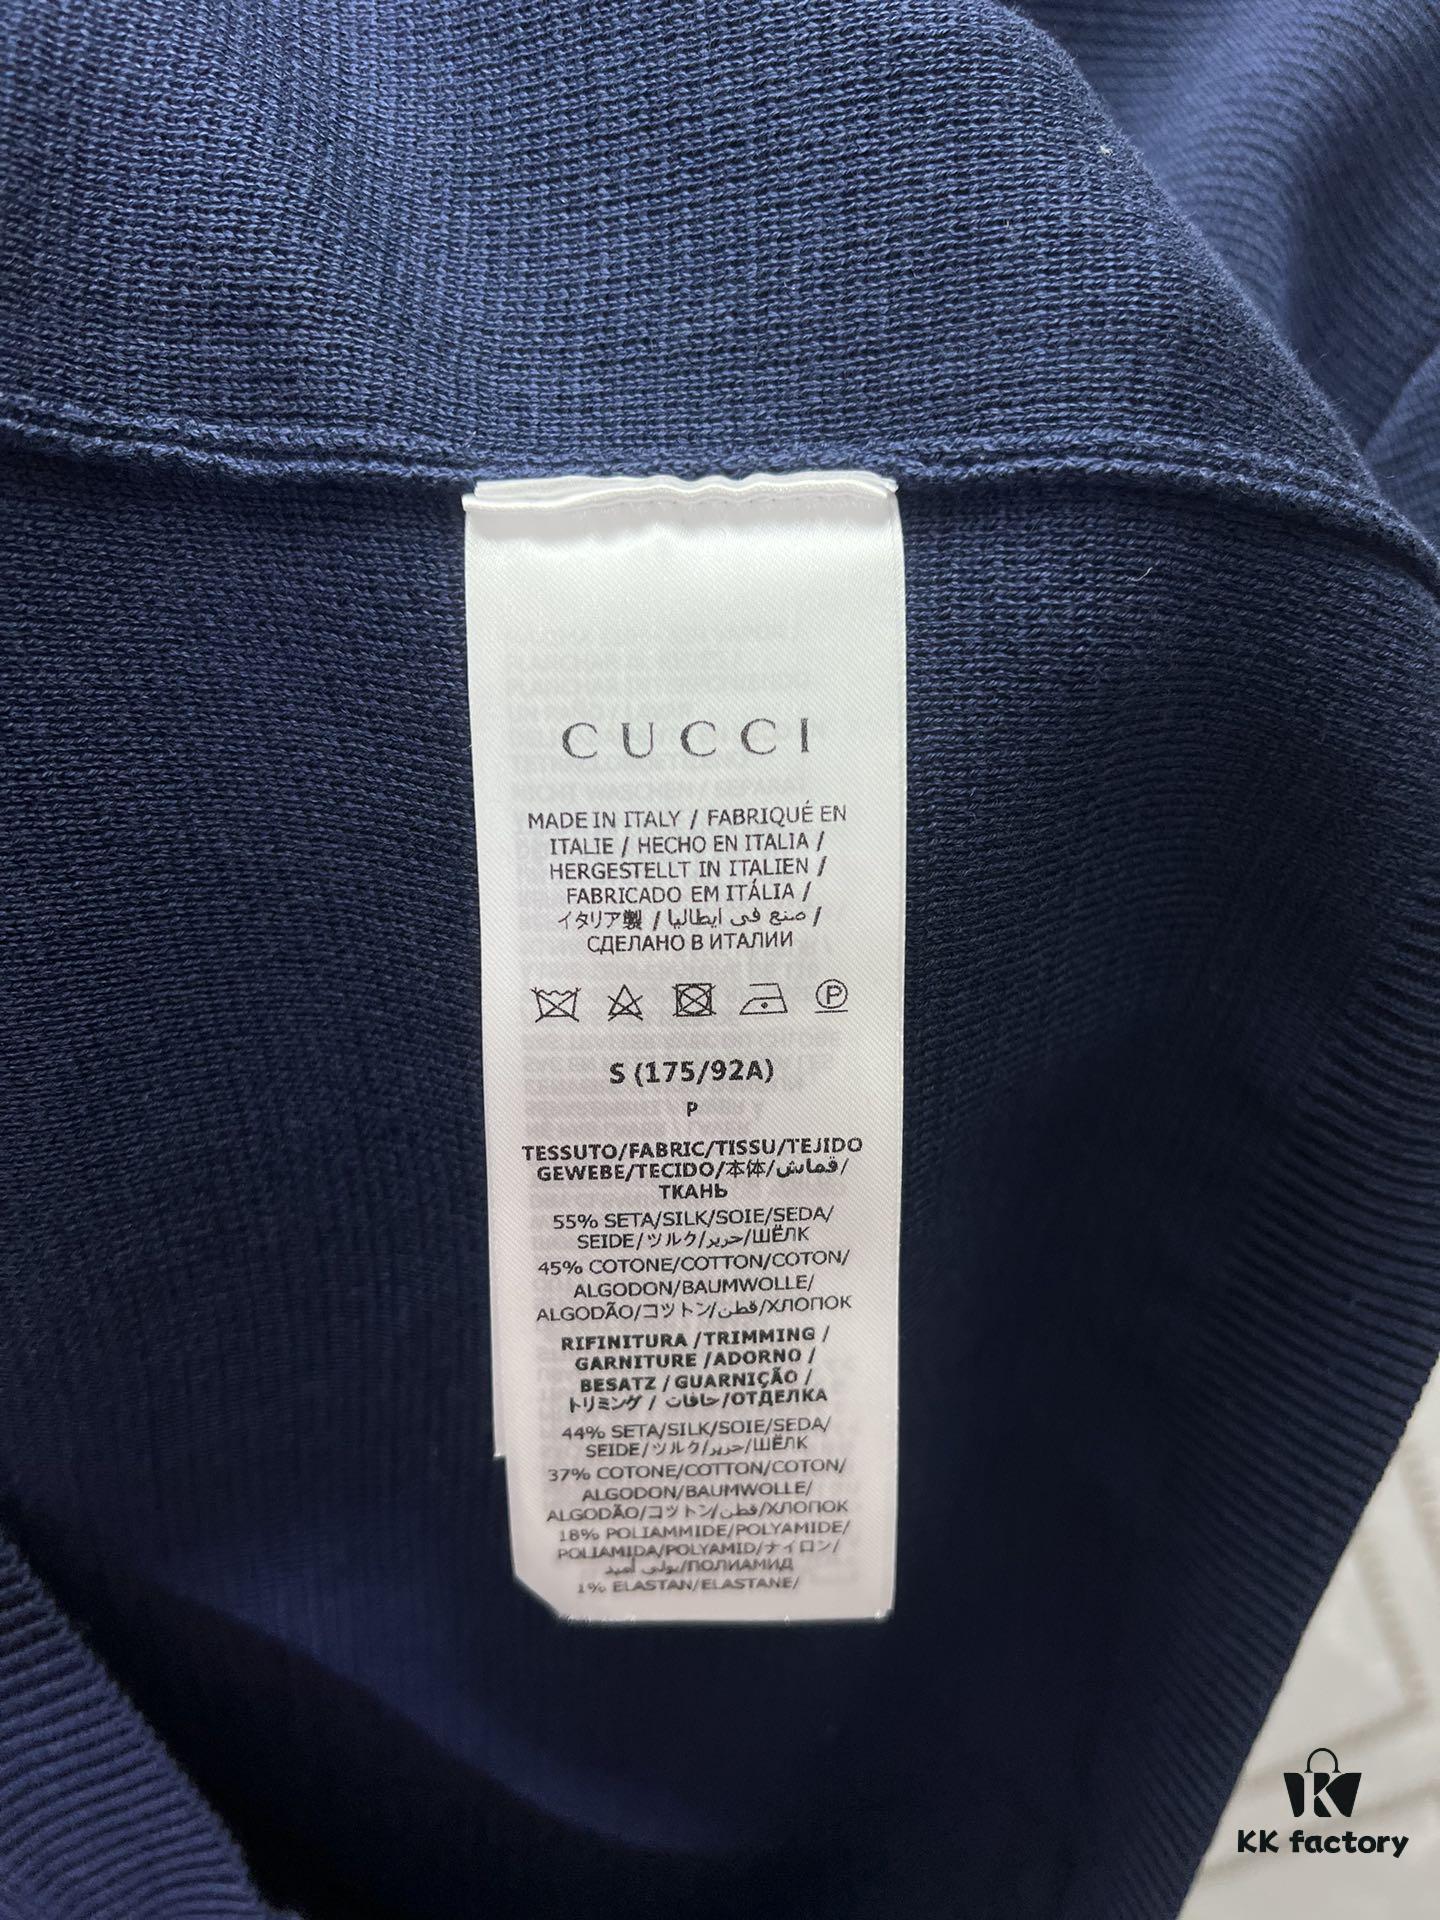 CUCCI
MADE IN ITALY / FABRIQUÉ EN
ITALIE / HECHO EN ITALIA /
HERGESTELLT IN ITALIEN /
FABRICADO EM ITÁLIA /
イタリア製 / صنع في ايطاليا /
СДЕЛАНО В ИТАЛИИ
P
S (175/92A)
P
TESSUTO/FABRIC/TISSU/TEJIDO
GEWEBE/TECIDO/本体/قماش/
ТКАНЬ
55% SETA/SILK/SOIE/SEDA/
SEIDE/ツルク/حرير/ШЁЛК
45% COTONE/COTTON/COTON/
ALGODON/BAUMWOLLE/
ALGODÃO/コットン/قطن/ХЛОПОК
RIFINITURA /TRIMMING /
GARNITURE /ADORNO /
BESATZ / GUARNIÇÃO /
トリミング / حافات/ОТДЕЛКА
44% SETA/SILK/SOIE/SEDA/
SEIDE/ツルク/حرير/ШЁЛК
37% COTONE/COTTON/COTON/
ALGODON/BAUMWOLLE/
ALGODÃO/コットン/قطن/ХЛОПОК
18% POLIAMMIDE/POLYAMIDE/
POLIAMIDA/POLYAMID/ナイロン/
بولي أميد/ПОЛИАМИД
1% ELASTAN/ELASTANE/
KK factory